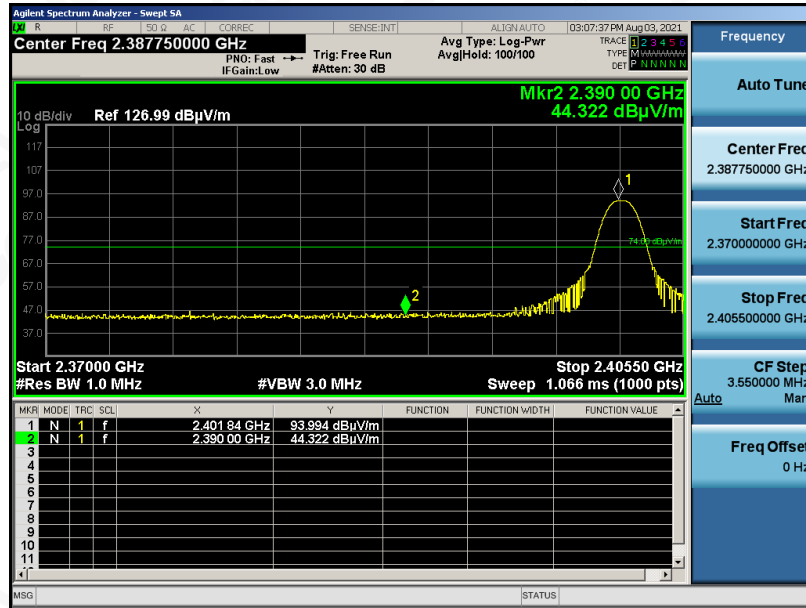 Agilent Spectrum Analyzer - Swept SA
LXI R RF 50 Ω AC CORREC SENSE:INT ALIGN AUTO 03:07:37 PM Aug 03, 2021
Center Freq 2.387750000 GHz
PNO: Fast
IFGain:Low
Trig: Free Run
#Atten: 30 dB
Avg Type: Log-Pwr
Avg|Hold: 100/100
TRACE 1 2 3 4 5 6
TYPE M
DET P N N N N N
Mkr2 2.390 00 GHz
44.322 dBµV/m
10 dB/div Ref 126.99 dBµV/m
Log
117
107
97.0
87.0
77.0
67.0
57.0
47.0
37.0
1
74.00 dBµV/m
2
Start 2.37000 GHz Stop 2.40550 GHz
#Res BW 1.0 MHz #VBW 3.0 MHz Sweep 1.066 ms (1000 pts)
MKR MODE TRC SCL X Y FUNCTION FUNCTION WIDTH FUNCTION VALUE
1 N 1 f 2.401 84 GHz 93.994 dBµV/m
2 N 1 f 2.390 00 GHz 44.322 dBµV/m
3
4
5
6
7
8
9
10
11
MSG STATUS
Frequency
Auto Tune
Center Freq
2.387750000 GHz
Start Freq
2.370000000 GHz
Stop Freq
2.405500000 GHz
CF Step
3.550000 MHz
Auto Man
Freq Offset
0 Hz